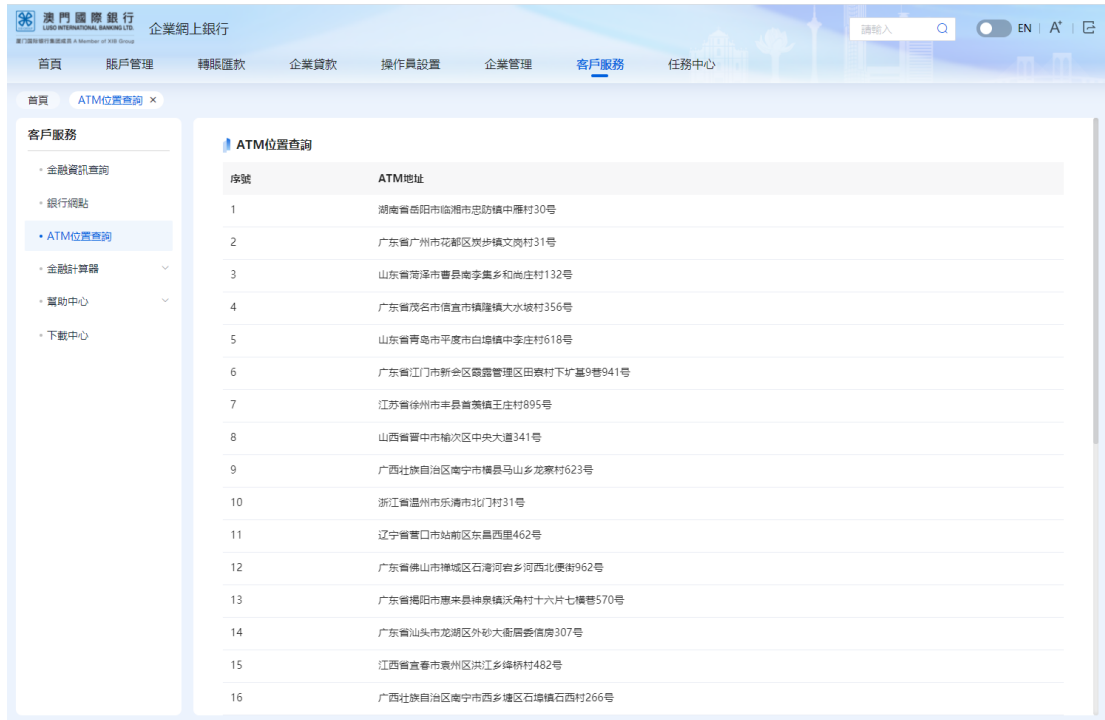 澳門國際銀行
LUSO INTERNATIONAL BANKING LTD.
廈门国际银行集团成员 A Member of XIB Group
企業網上銀行
請輸入
EN
A+
首頁 賬戶管理 轉賬匯款 企業貸款 操作員設置 企業管理 客戶服務 任務中心
首頁 ATM位置查詢 ×
客戶服務
金融資訊查詢
銀行網點
ATM位置查詢
金融計算器
幫助中心
下載中心
ATM位置查詢
序號 ATM地址
1 湖南省岳阳市临湘市忠防镇中雁村30号
2 广东省广州市花都区炭步镇文岗村31号
3 山东省菏泽市曹县南李集乡和尚庄村132号
4 广东省茂名市信宜市镇隆镇大水坡村356号
5 山东省青岛市平度市白埠镇中李庄村618号
6 广东省江门市新会区霞露管理区田寮村下圹墓9巷941号
7 江苏省徐州市丰县首羡镇王庄村895号
8 山西省晋中市榆次区中央大道341号
9 广西壮族自治区南宁市横县马山乡龙察村623号
10 浙江省温州市乐清市北门村31号
11 辽宁省营口市站前区东昌西里462号
12 广东省佛山市禅城区石湾河宕乡河西北便街962号
13 广东省揭阳市惠来县神泉镇沃角村十六片七横巷570号
14 广东省汕头市龙湖区外砂大衙居委信房307号
15 江西省宜春市袁州区洪江乡绛桥村482号
16 广西壮族自治区南宁市西乡塘区石埠镇石西村266号